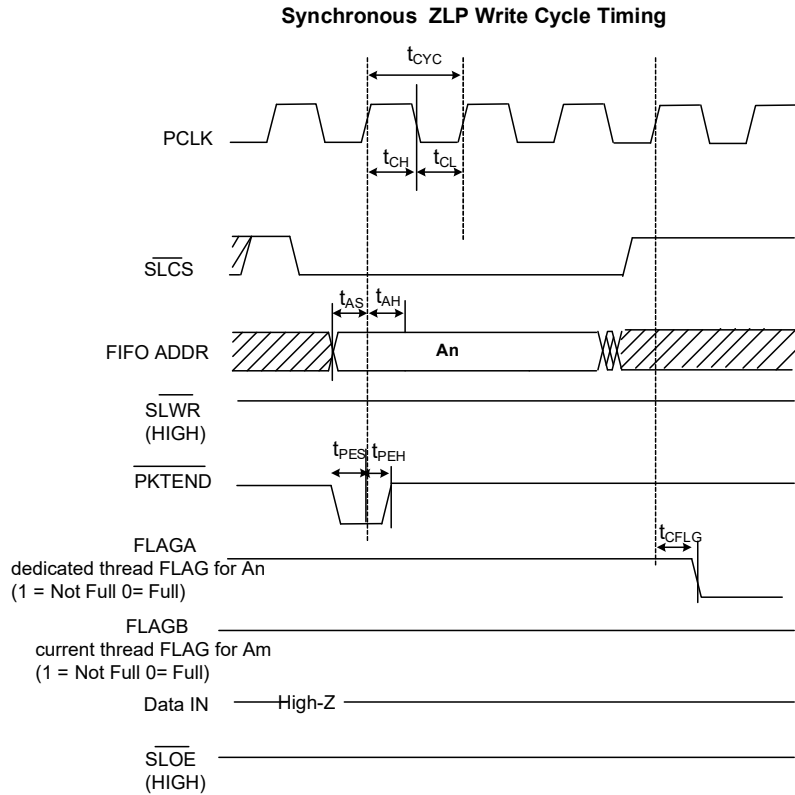 Synchronous ZLP Write Cycle Timing
tCYC
PCLK
tCH
tCL
SLCS
tAS
tAH
FIFO ADDR
An
SLWR
(HIGH)
tPES
tPEH
PKTEND
FLAGA
dedicated thread FLAG for An
(1 = Not Full 0= Full)
tCFLG
FLAGB
current thread FLAG for Am
(1 = Not Full 0= Full)
Data IN
High-Z
SLOE
(HIGH)